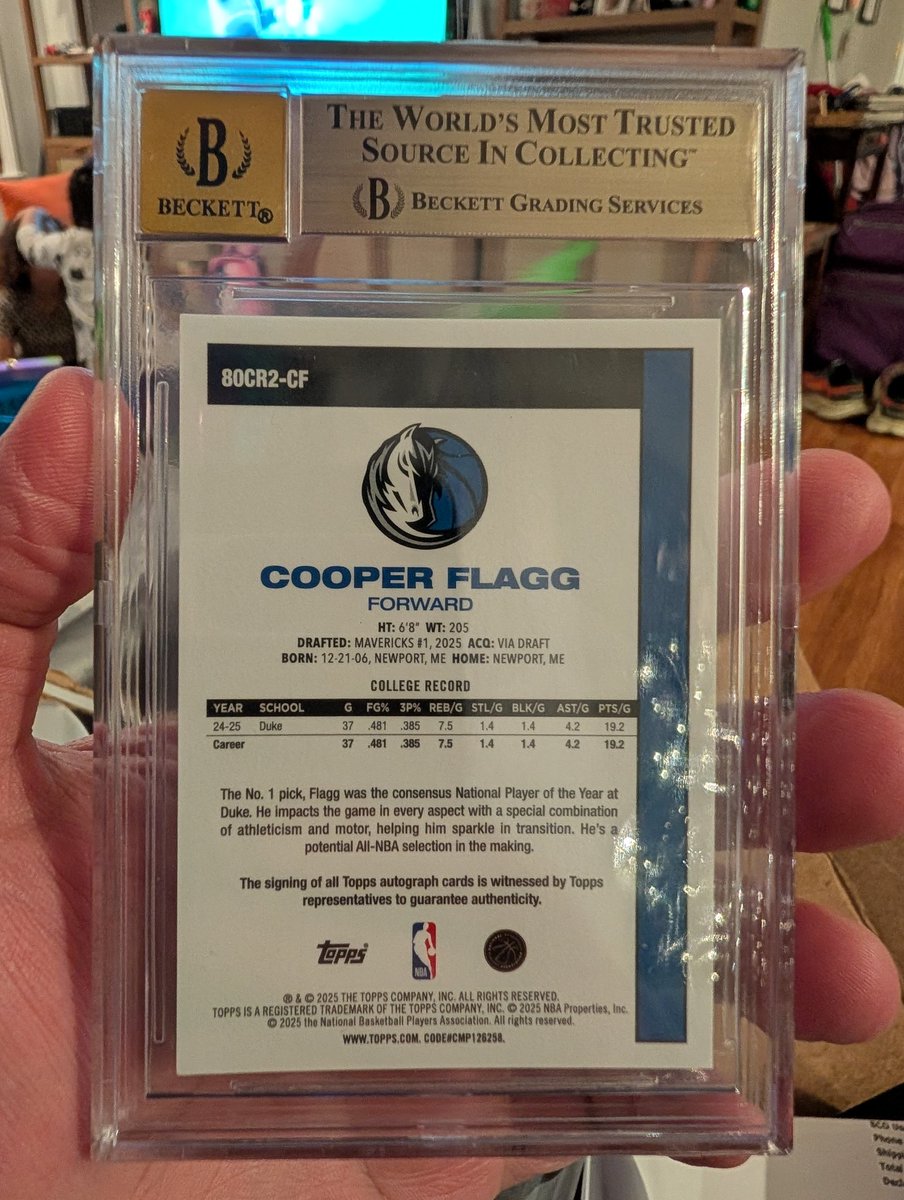 THE WORLD'S MOST TRUSTED
SOURCE IN COLLECTING™
B
BECKETT®
B BECKETT GRADING SERVICES
80CR2-CF
COOPER FLAGG
FORWARD
HT: 6'8" WT: 205
DRAFTED: MAVERICKS #1, 2025 ACQ: VIA DRAFT
BORN: 12-21-06, NEWPORT, ME HOME: NEWPORT, ME
COLLEGE RECORD
YEAR SCHOOL G FG% 3P% REB/G STL/G BLK/G AST/G PTS/G
24-25 Duke 37 .481 .385 7.5 1.4 1.4 4.2 19.2
Career 37 .481 .385 7.5 1.4 1.4 4.2 19.2
The No. 1 pick, Flagg was the consensus National Player of the Year at
Duke. He impacts the game in every aspect with a special combination
of athleticism and motor, helping him sparkle in transition. He's a
potential All-NBA selection in the making.
The signing of all Topps autograph cards is witnessed by Topps
representatives to guarantee authenticity.
topps®
NBA
® & © 2025 THE TOPPS COMPANY, INC. ALL RIGHTS RESERVED.
TOPPS IS A REGISTERED TRADEMARK OF THE TOPPS COMPANY, INC. © 2025 NBA Properties, Inc.
© 2025 the National Basketball Players Association. All rights reserved.
WWW.TOPPS.COM. CODE#CMP126258.
Phone
Shipp
Total
Decl